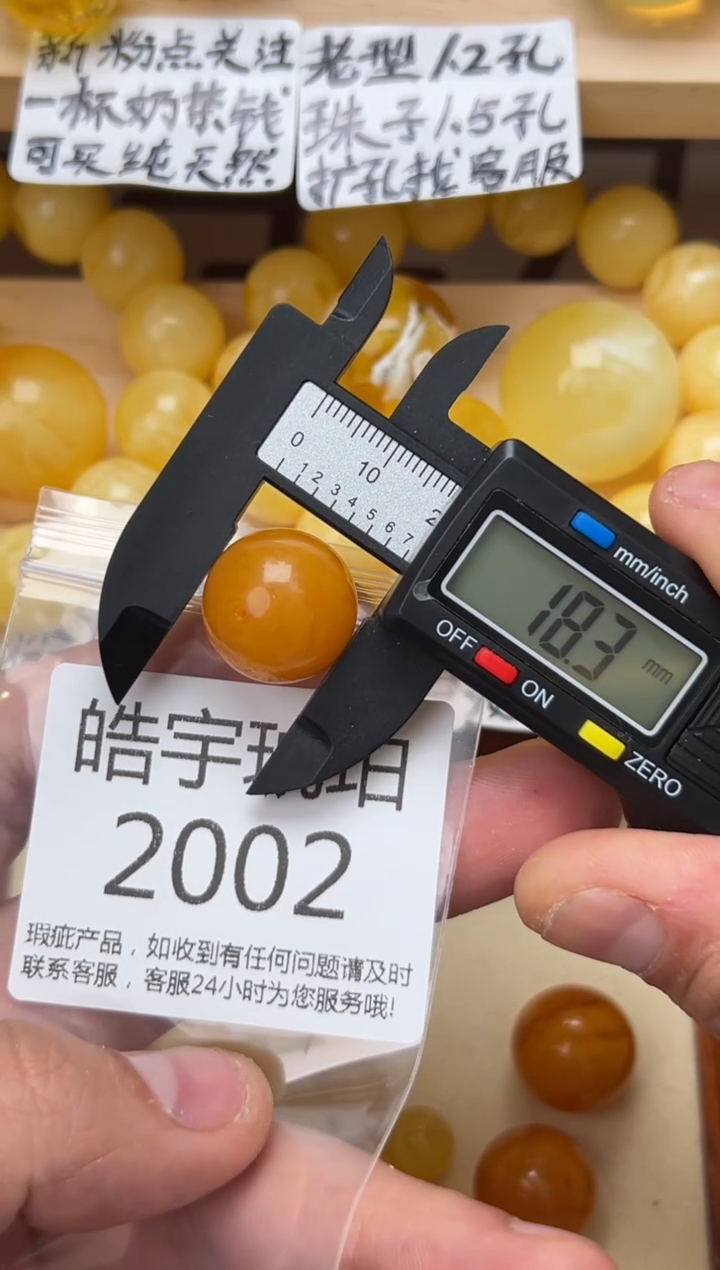 新粉点关注
一杯奶茶钱
可买纯天然
老型1.2孔
珠子1.5孔
扩孔找客服
0
10
1 2 3 4 5 6 7
mm/inch
18.3 mm
OFF
ON
ZERO
皓宇琥珀
2002
瑕疵产品，如收到有任何问题请及时
联系客服，客服24小时为您服务哦!